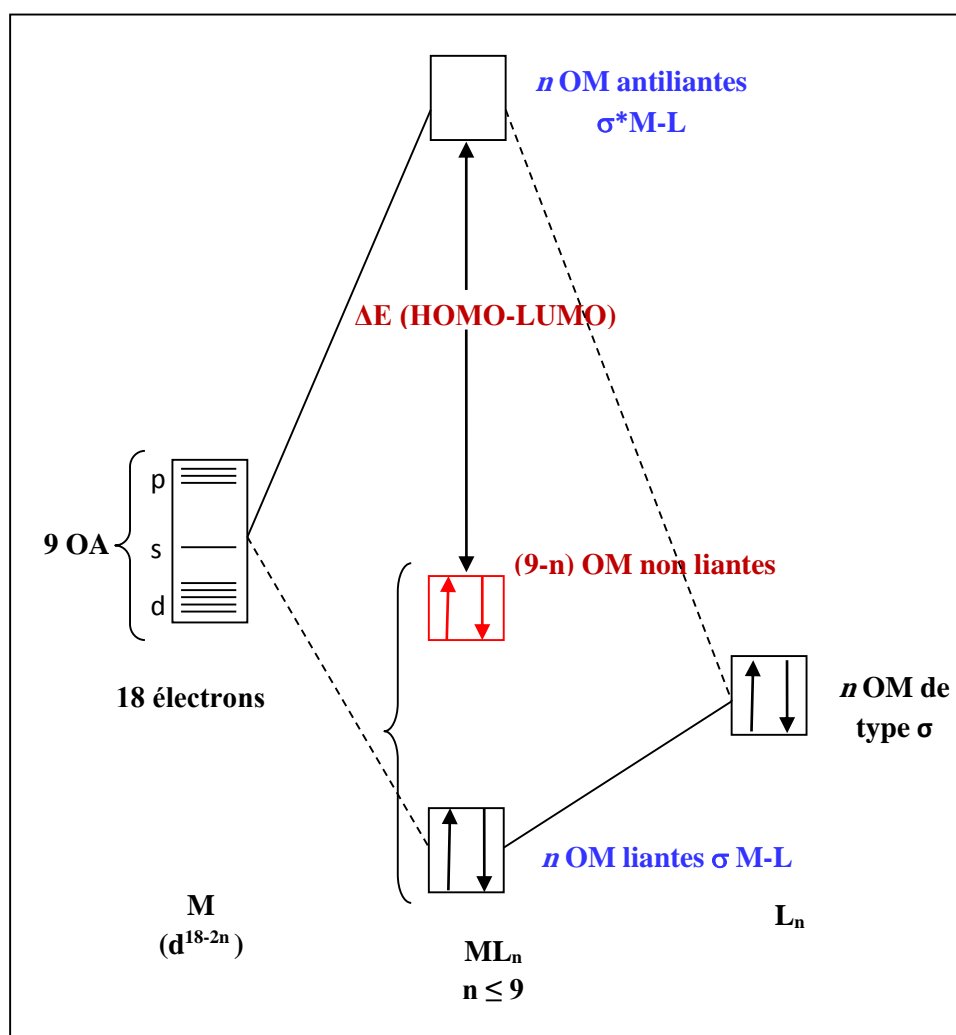 n OM antiliantes
σ*M-L
ΔE (HOMO-LUMO)
p
9 OA
s
d
(9-n) OM non liantes
18 électrons
n OM de
type σ
n OM liantes σ M-L
M
(d¹⁸⁻²ⁿ)
MLₙ
n ≤ 9
Lₙ